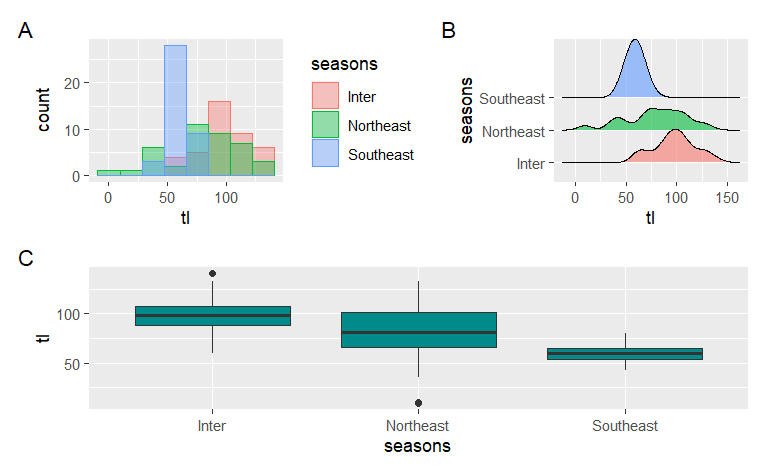 A
count
20
10
0
0 50 100
tl
seasons
Inter
Northeast
Southeast
B
seasons
Southeast
Northeast
Inter
0 50 100 150
tl
C
tl
100
50
Inter Northeast Southeast
seasons